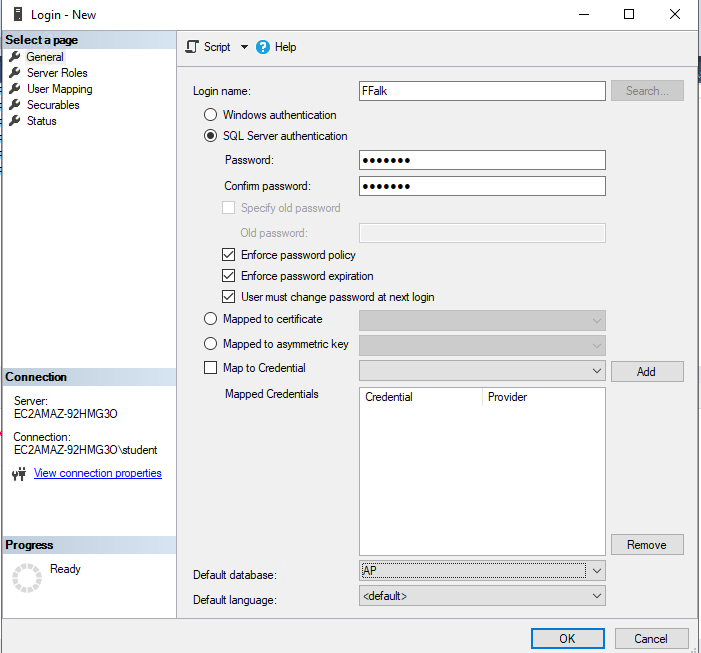 Login - New
Select a page
General
Server Roles
User Mapping
Securables
Status
Script
Help
Login name:
FFalk
Search...
Windows authentication
SQL Server authentication
Password:
●●●●●●●
Confirm password:
●●●●●●●
Specify old password
Old password:
Enforce password policy
Enforce password expiration
User must change password at next login
Mapped to certificate
Mapped to asymmetric key
Map to Credential
Add
Mapped Credentials
Credential Provider
Remove
Default database:
AP
Default language:
<default>
Connection
Server:
EC2AMAZ-92HMG3O
Connection:
EC2AMAZ-92HMG3O\student
View connection properties
Progress
Ready
OK
Cancel